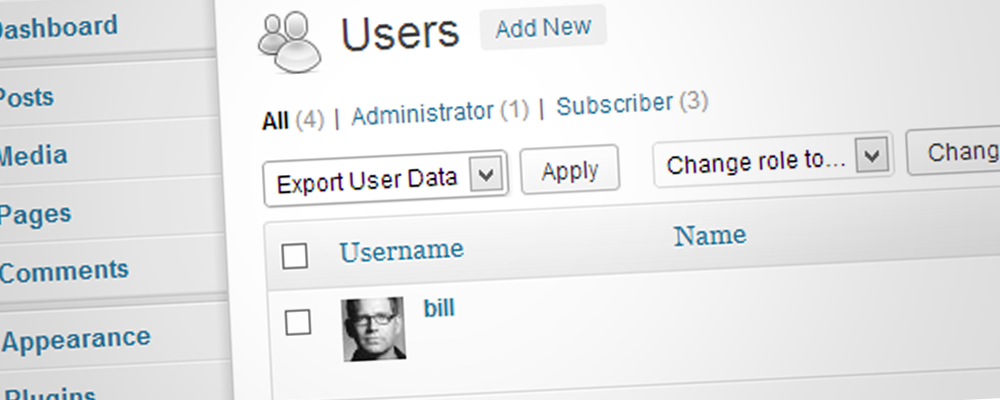 Dashboard
Posts
Media
Pages
Comments
Appearance
Plugins
Users Add New
All (4) | Administrator (1) | Subscriber (3)
Export User Data Apply Change role to... Chang
Username Name
bill